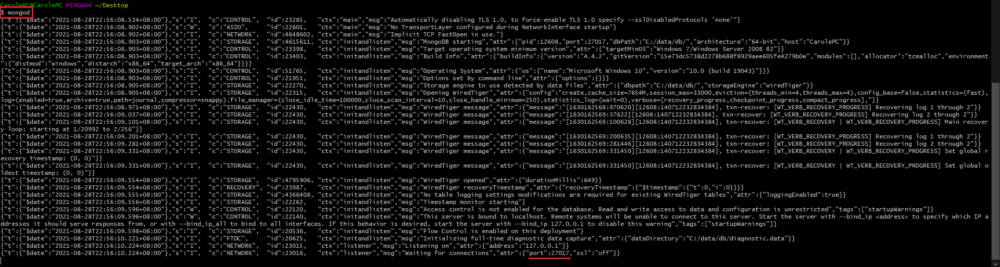 CarolePC@CarolePC MINGW64 ~/Desktop
$ mongod
{"t":{"$date":"2021-08-28T22:56:08.524+08:00"},"s":"I",  "c":"CONTROL",  "id":23285,   "ctx":"main","msg":"Automatically disabling TLS 1.0, to force-enable TLS 1.0 specify --sslDisabledProtocols 'none'"}
{"t":{"$date":"2021-08-28T22:56:08.902+08:00"},"s":"W",  "c":"ASIO",     "id":22601,   "ctx":"main","msg":"No TransportLayer configured during NetworkInterface startup"}
{"t":{"$date":"2021-08-28T22:56:08.902+08:00"},"s":"I",  "c":"NETWORK",  "id":4648602, "ctx":"main","msg":"Implicit TCP FastOpen in use."}
{"t":{"$date":"2021-08-28T22:56:08.903+08:00"},"s":"I",  "c":"STORAGE",  "id":4615611, "ctx":"initandlisten","msg":"MongoDB starting","attr":{"pid":12608,"port":27017,"dbPath":"C:/data/db/","architecture":"64-bit","host":"CarolePC"}}
{"t":{"$date":"2021-08-28T22:56:08.903+08:00"},"s":"I",  "c":"CONTROL",  "id":23398,   "ctx":"initandlisten","msg":"Target operating system minimum version","attr":{"targetMinOS":"Windows 7/Windows Server 2008 R2"}}
{"t":{"$date":"2021-08-28T22:56:08.903+08:00"},"s":"I",  "c":"CONTROL",  "id":23403,   "ctx":"initandlisten","msg":"Build Info","attr":{"buildInfo":{"version":"4.4.2","gitVersion":"15e73dc5738d2278b688f8929aee605fe4279b0e","modules":[],"allocator":"tcmalloc","environment
":{"distmod":"windows","distarch":"x86_64","target_arch":"x86_64"}}}}
{"t":{"$date":"2021-08-28T22:56:08.903+08:00"},"s":"I",  "c":"CONTROL",  "id":51765,   "ctx":"initandlisten","msg":"Operating System","attr":{"os":{"name":"Microsoft Windows 10","version":"10.0 (build 19043)"}}}
{"t":{"$date":"2021-08-28T22:56:08.903+08:00"},"s":"I",  "c":"CONTROL",  "id":21951,   "ctx":"initandlisten","msg":"Options set by command line","attr":{"options":{}}}
{"t":{"$date":"2021-08-28T22:56:08.905+08:00"},"s":"I",  "c":"STORAGE",  "id":22270,   "ctx":"initandlisten","msg":"Storage engine to use detected by data files","attr":{"dbpath":"C:/data/db/","storageEngine":"wiredTiger"}}
{"t":{"$date":"2021-08-28T22:56:08.905+08:00"},"s":"I",  "c":"STORAGE",  "id":22315,   "ctx":"initandlisten","msg":"Opening WiredTiger","attr":{"config":"create,cache_size=7654M,session_max=33000,eviction=(threads_min=4,threads_max=4),config_base=false,statistics=(fast),
log=(enabled=true,archive=true,path=journal,compressor=snappy),file_manager=(close_idle_time=100000,close_scan_interval=10,close_handle_minimum=250),statistics_log=(wait=0),verbose=[recovery_progress,checkpoint_progress,compact_progress],"}}
{"t":{"$date":"2021-08-28T22:56:08.971+08:00"},"s":"I",  "c":"STORAGE",  "id":22430,   "ctx":"initandlisten","msg":"WiredTiger message","attr":{"message":"[1630162568:970620][12608:140712232834384], txn-recover: [WT_VERB_RECOVERY_PROGRESS] Recovering log 1 through 2"}}
{"t":{"$date":"2021-08-28T22:56:09.037+08:00"},"s":"I",  "c":"STORAGE",  "id":22430,   "ctx":"initandlisten","msg":"WiredTiger message","attr":{"message":"[1630162569:37622][12608:140712232834384], txn-recover: [WT_VERB_RECOVERY_PROGRESS] Recovering log 2 through 2"}}
{"t":{"$date":"2021-08-28T22:56:09.101+08:00"},"s":"I",  "c":"STORAGE",  "id":22430,   "ctx":"initandlisten","msg":"WiredTiger message","attr":{"message":"[1630162569:100628][12608:140712232834384], txn-recover: [WT_VERB_RECOVERY | WT_VERB_RECOVERY_PROGRESS] Main recover
y loop: starting at 1/20992 to 2/256"}}
{"t":{"$date":"2021-08-28T22:56:09.201+08:00"},"s":"I",  "c":"STORAGE",  "id":22430,   "ctx":"initandlisten","msg":"WiredTiger message","attr":{"message":"[1630162569:200635][12608:140712232834384], txn-recover: [WT_VERB_RECOVERY_PROGRESS] Recovering log 1 through 2"}}
{"t":{"$date":"2021-08-28T22:56:09.281+08:00"},"s":"I",  "c":"STORAGE",  "id":22430,   "ctx":"initandlisten","msg":"WiredTiger message","attr":{"message":"[1630162569:281446][12608:140712232834384], txn-recover: [WT_VERB_RECOVERY_PROGRESS] Recovering log 2 through 2"}}
{"t":{"$date":"2021-08-28T22:56:09.331+08:00"},"s":"I",  "c":"STORAGE",  "id":22430,   "ctx":"initandlisten","msg":"WiredTiger message","attr":{"message":"[1630162569:331450][12608:140712232834384], txn-recover: [WT_VERB_RECOVERY | WT_VERB_RECOVERY_PROGRESS] Set global r
ecovery timestamp: (0, 0)"}}
{"t":{"$date":"2021-08-28T22:56:09.331+08:00"},"s":"I",  "c":"STORAGE",  "id":22430,   "ctx":"initandlisten","msg":"WiredTiger message","attr":{"message":"[1630162569:331450][12608:140712232834384], txn-recover: [WT_VERB_RECOVERY | WT_VERB_RECOVERY_PROGRESS] Set global o
ldest timestamp: (0, 0)"}}
{"t":{"$date":"2021-08-28T22:56:09.554+08:00"},"s":"I",  "c":"STORAGE",  "id":4795906, "ctx":"initandlisten","msg":"WiredTiger opened","attr":{"durationMillis":649}}
{"t":{"$date":"2021-08-28T22:56:09.554+08:00"},"s":"I",  "c":"RECOVERY", "id":23987,   "ctx":"initandlisten","msg":"WiredTiger recoveryTimestamp","attr":{"recoveryTimestamp":{"$timestamp":{"t":0,"i":0}}}}
{"t":{"$date":"2021-08-28T22:56:09.555+08:00"},"s":"I",  "c":"STORAGE",  "id":4366408, "ctx":"initandlisten","msg":"No table logging settings modifications are required for existing WiredTiger tables","attr":{"loggingEnabled":true}}
{"t":{"$date":"2021-08-28T22:56:09.556+08:00"},"s":"I",  "c":"STORAGE",  "id":22262,   "ctx":"initandlisten","msg":"Timestamp monitor starting"}
{"t":{"$date":"2021-08-28T22:56:09.596+08:00"},"s":"W",  "c":"CONTROL",  "id":22120,   "ctx":"initandlisten","msg":"Access control is not enabled for the database. Read and write access to data and configuration is unrestricted","tags":["startupWarnings"]}
{"t":{"$date":"2021-08-28T22:56:09.596+08:00"},"s":"W",  "c":"CONTROL",  "id":22140,   "ctx":"initandlisten","msg":"This server is bound to localhost. Remote systems will be unable to connect to this server. Start the server with --bind_ip <address> to specify which IP a
ddresses it should serve responses from, or with --bind_ip_all to bind to all interfaces. If this behavior is desired, start the server with --bind_ip 127.0.0.1 to disable this warning","tags":["startupWarnings"]}
{"t":{"$date":"2021-08-28T22:56:09.598+08:00"},"s":"I",  "c":"STORAGE",  "id":20536,   "ctx":"initandlisten","msg":"Flow Control is enabled on this deployment"}
{"t":{"$date":"2021-08-28T22:56:10.221+08:00"},"s":"I",  "c":"FTDC",     "id":20625,   "ctx":"initandlisten","msg":"Initializing full-time diagnostic data capture","attr":{"dataDirectory":"C:/data/db/diagnostic.data"}}
{"t":{"$date":"2021-08-28T22:56:10.224+08:00"},"s":"I",  "c":"NETWORK",  "id":23015,   "ctx":"listener","msg":"Listening on","attr":{"address":"127.0.0.1"}}
{"t":{"$date":"2021-08-28T22:56:10.224+08:00"},"s":"I",  "c":"NETWORK",  "id":23016,   "ctx":"listener","msg":"Waiting for connections","attr":{"port":27017,"ssl":"off"}}